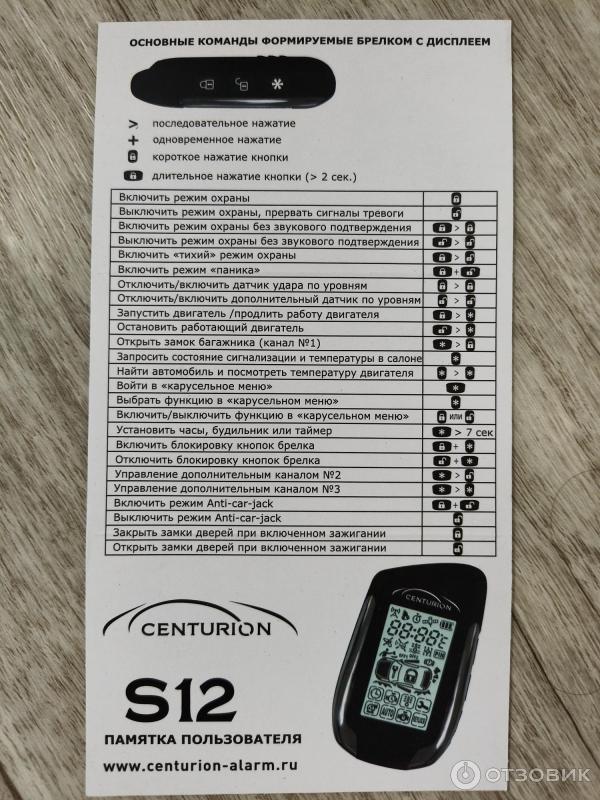 ОСНОВНЫЕ КОМАНДЫ ФОРМИРУЕМЫЕ БРЕЛКОМ С ДИСПЛЕЕМ
> последовательное нажатие
+ одновременное нажатие
короткое нажатие кнопки
длительное нажатие кнопки (> 2 сек.)
Включить режим охраны
Выключить режим охраны, прервать сигналы тревоги
Включить режим охраны без звукового подтверждения >
Выключить режим охраны без звукового подтверждения >
Включить «тихий» режим охраны >
Включить режим «паника» +
Отключить/включить датчик удара по уровням >
Отключить/включить дополнительный датчик по уровням >
Запустить двигатель /продлить работу двигателя > *
Остановить работающий двигатель > *
Открыть замок багажника (канал №1) * >
Запросить состояние сигнализации и температуры в салоне *
Найти автомобиль и посмотреть температуру двигателя * > *
Войти в «карусельное меню» *
Выбрать функцию в «карусельном меню» *
Включить/выключить функцию в «карусельном меню» или
Установить часы, будильник или таймер * > 7 сек
Включить блокировку кнопок брелка + *
Отключить блокировку кнопок брелка + *
Управление дополнительным каналом №2 * >
Управление дополнительным каналом №3 * > *
Включить режим Anti-car-jack +
Выключить режим Anti-car-jack
Закрыть замки дверей при включенном зажигании
Открыть замки дверей при включенном зажигании
CENTURION
S12
ПАМЯТКА ПОЛЬЗОВАТЕЛЯ
www.centurion-alarm.ru
CENTURION
88:88
PIN
AUTO
ОТЗОВИК